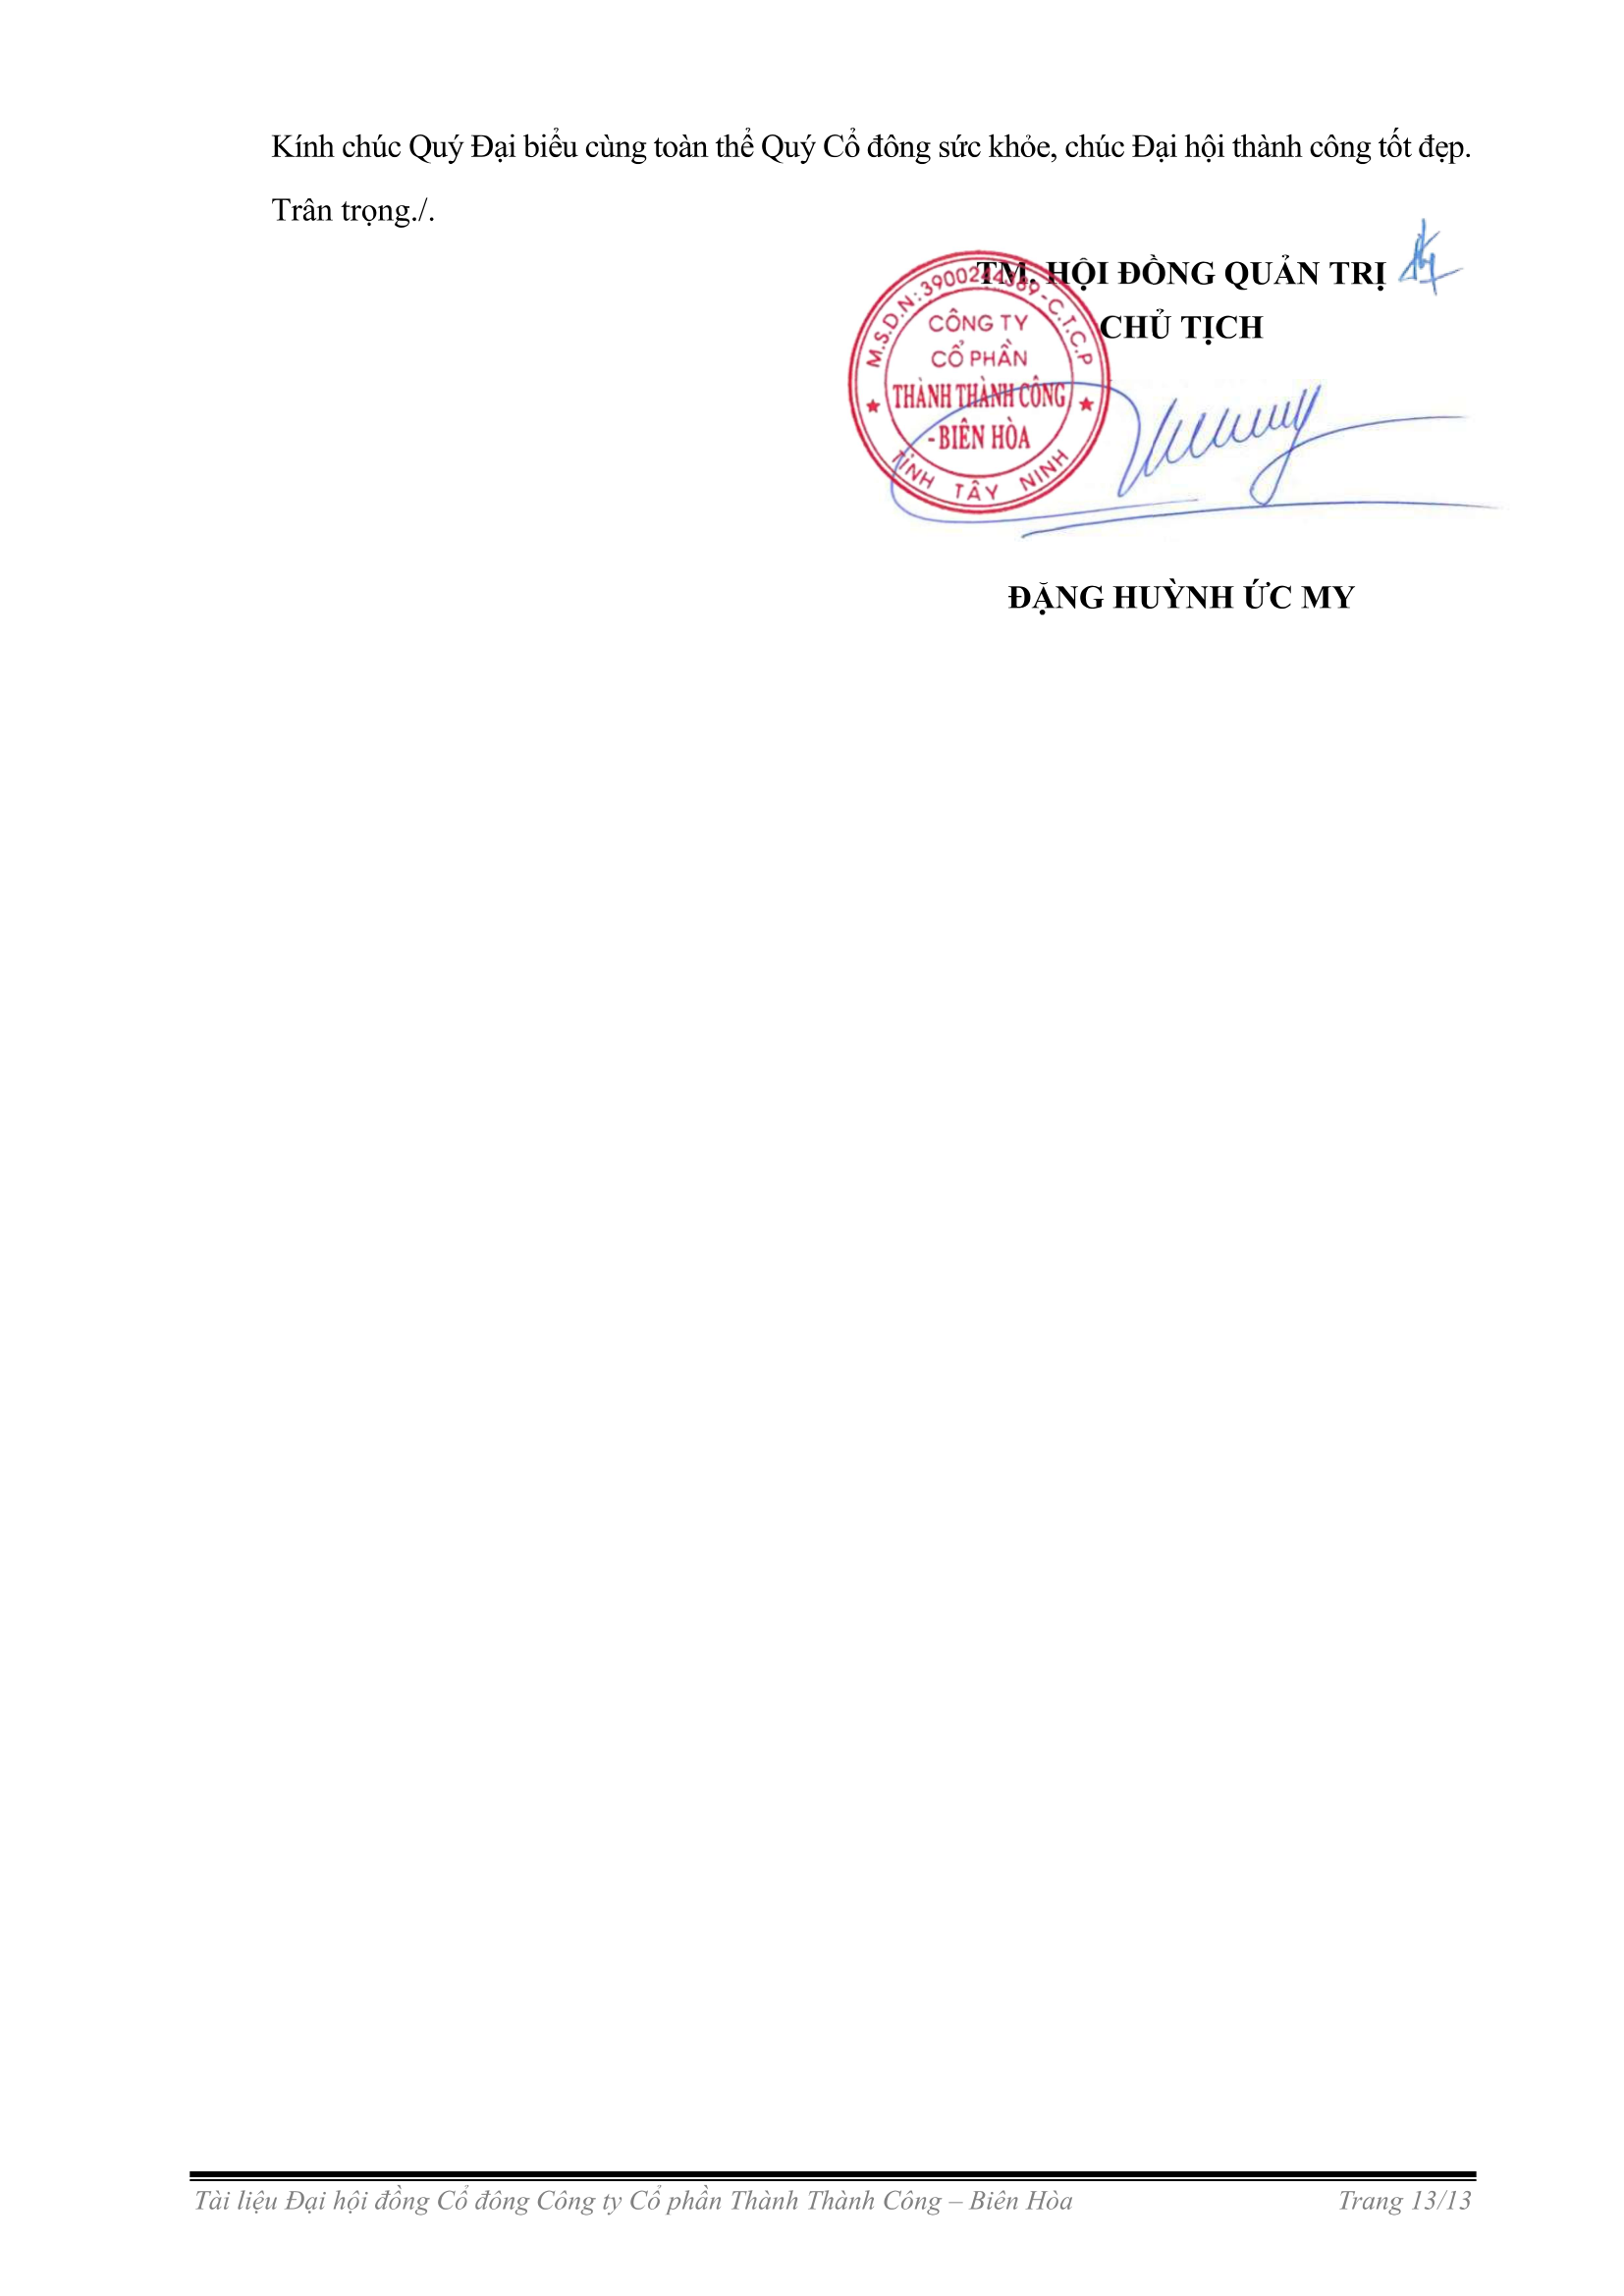 Kính chúc Quý Đại biểu cùng toàn thể Quý Cổ đông sức khỏe, chúc Đại hội thành công tốt đẹp.
Trân trọng./.
TM. HỘI ĐỒNG QUẢN TRỊ
CHỦ TỊCH
M.S.D.N:3900244389-C.T.C.P
CÔNG TY
CỔ PHẦN
THÀNH THÀNH CÔNG
-BIÊN HÒA
TỈNH TÂY NINH
ĐẶNG HUỲNH ỨC MY
Tài liệu Đại hội đồng Cổ đông Công ty Cổ phần Thành Thành Công – Biên Hòa
Trang 13/13